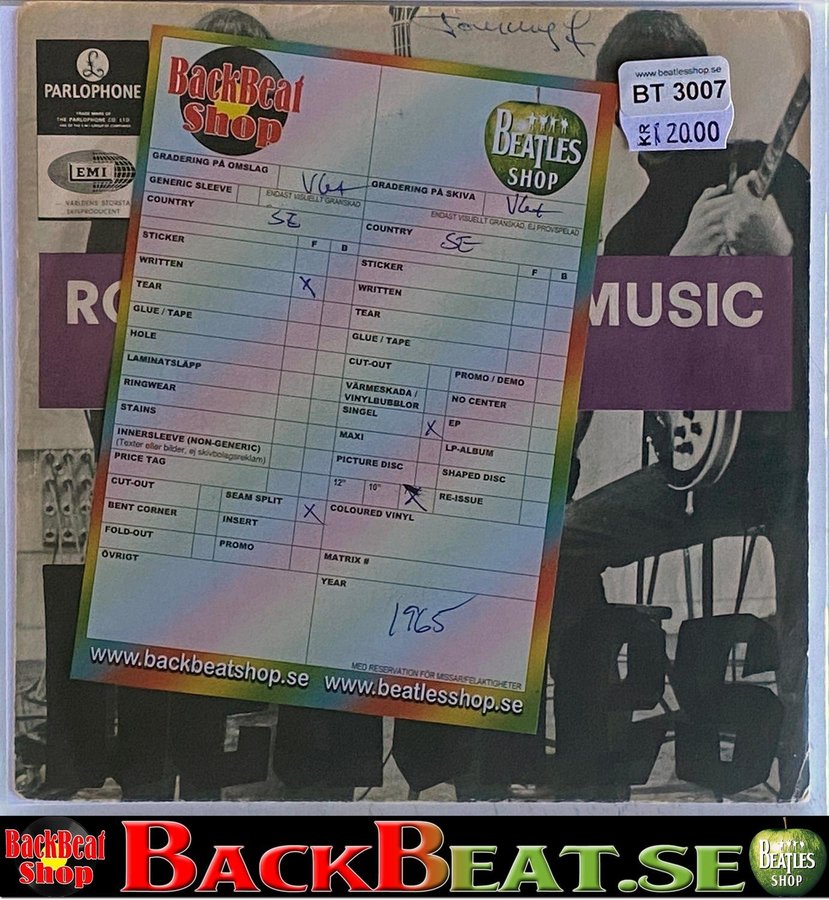 Tommy L
PARLOPHONE
TRADE MARK OF
THE PARLOPHONE CO LTD
EMI
VÄRLDENS STÖRSTA
SKIVPRODUCENT
www.beatlesshop.se
BT 3007
KR 120.00
BackBeat
Shop
BEATLES
SHOP
GRADERING PÅ OMSLAG VG+
ENDAST VISUELLT GRANSKAD
GENERIC SLEEVE
COUNTRY SE
F B
STICKER
WRITTEN X
TEAR
GLUE / TAPE
HOLE
LAMINATSLÄPP
RINGWEAR
STAINS
INNERSLEEVE (NON-GENERIC)
(Texter eller bilder, ej skivbolagsreklam)
PRICE TAG
CUT-OUT SEAM SPLIT X
BENT CORNER INSERT
FOLD-OUT PROMO
ÖVRIGT
GRADERING PÅ SKIVA VG+
ENDAST VISUELLT GRANSKAD, EJ PROVSPELAD
COUNTRY SE
F B
STICKER
WRITTEN
TEAR
GLUE / TAPE
CUT-OUT PROMO / DEMO
VÄRMESKADA /
VINYLBUBBLOR NO CENTER
SINGEL X EP
MAXI LP-ALBUM
PICTURE DISC SHAPED DISC
12" 10" X RE-ISSUE
COLOURED VINYL
MATRIX #
YEAR
1965
MED RESERVATION FÖR MISSAR/FELAKTIGHETER
www.backbeatshop.se www.beatlesshop.se
RO MUSIC
BackBeat
Shop
BACKBEAT.SE
BEATLES
SHOP